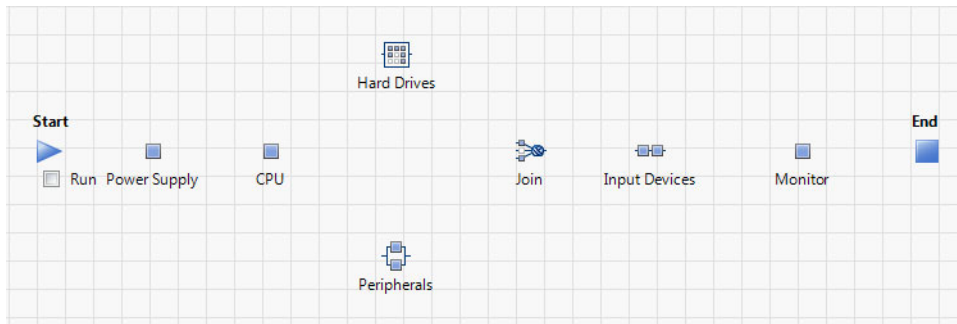 Hard Drives
Start
End
Run
Power Supply
CPU
Join
Input Devices
Monitor
Peripherals